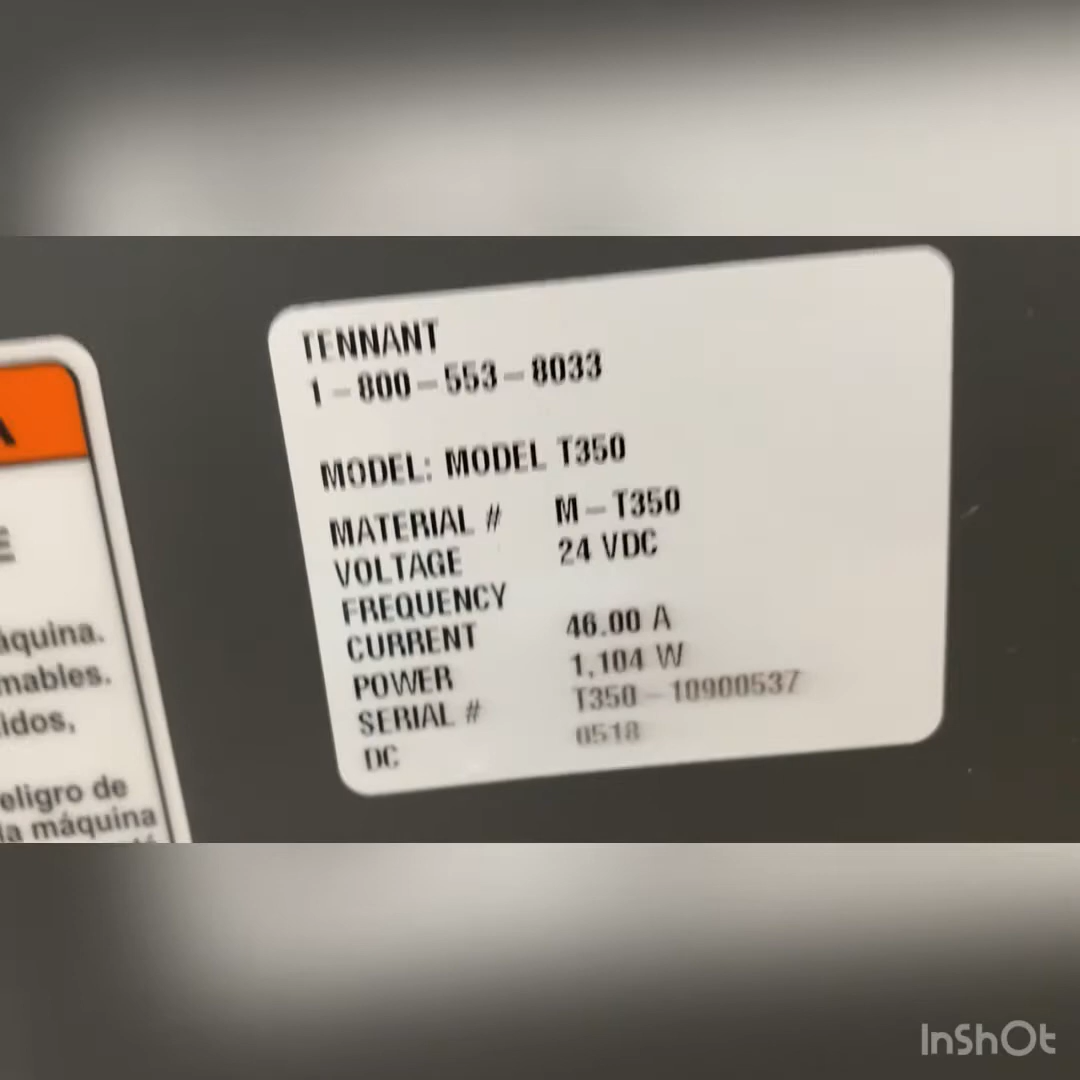 TENNANT
1-800-553-8033
MODEL: MODEL T350
MATERIAL # M-T350
VOLTAGE 24 VDC
FREQUENCY
CURRENT 46.00 A
POWER 1,104 W
SERIAL # T350-10900537
DC 0518
A
E
áquina.
mables.
idos,
eligro de
la máquina
InShOt